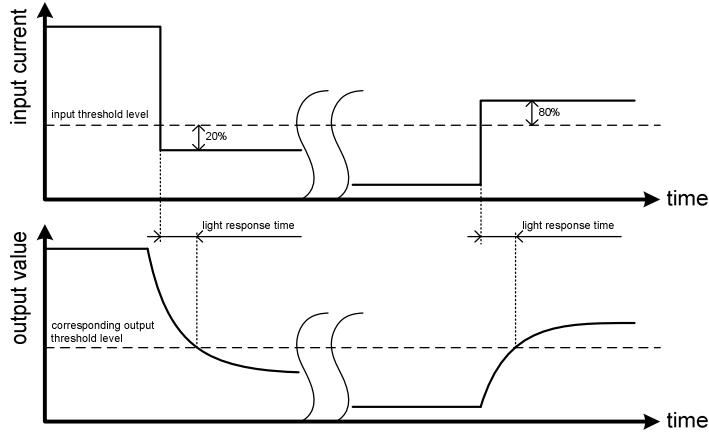 input current
input threshold level
20%
80%
time
light response time
light response time
output value
corresponding output
threshold level
time